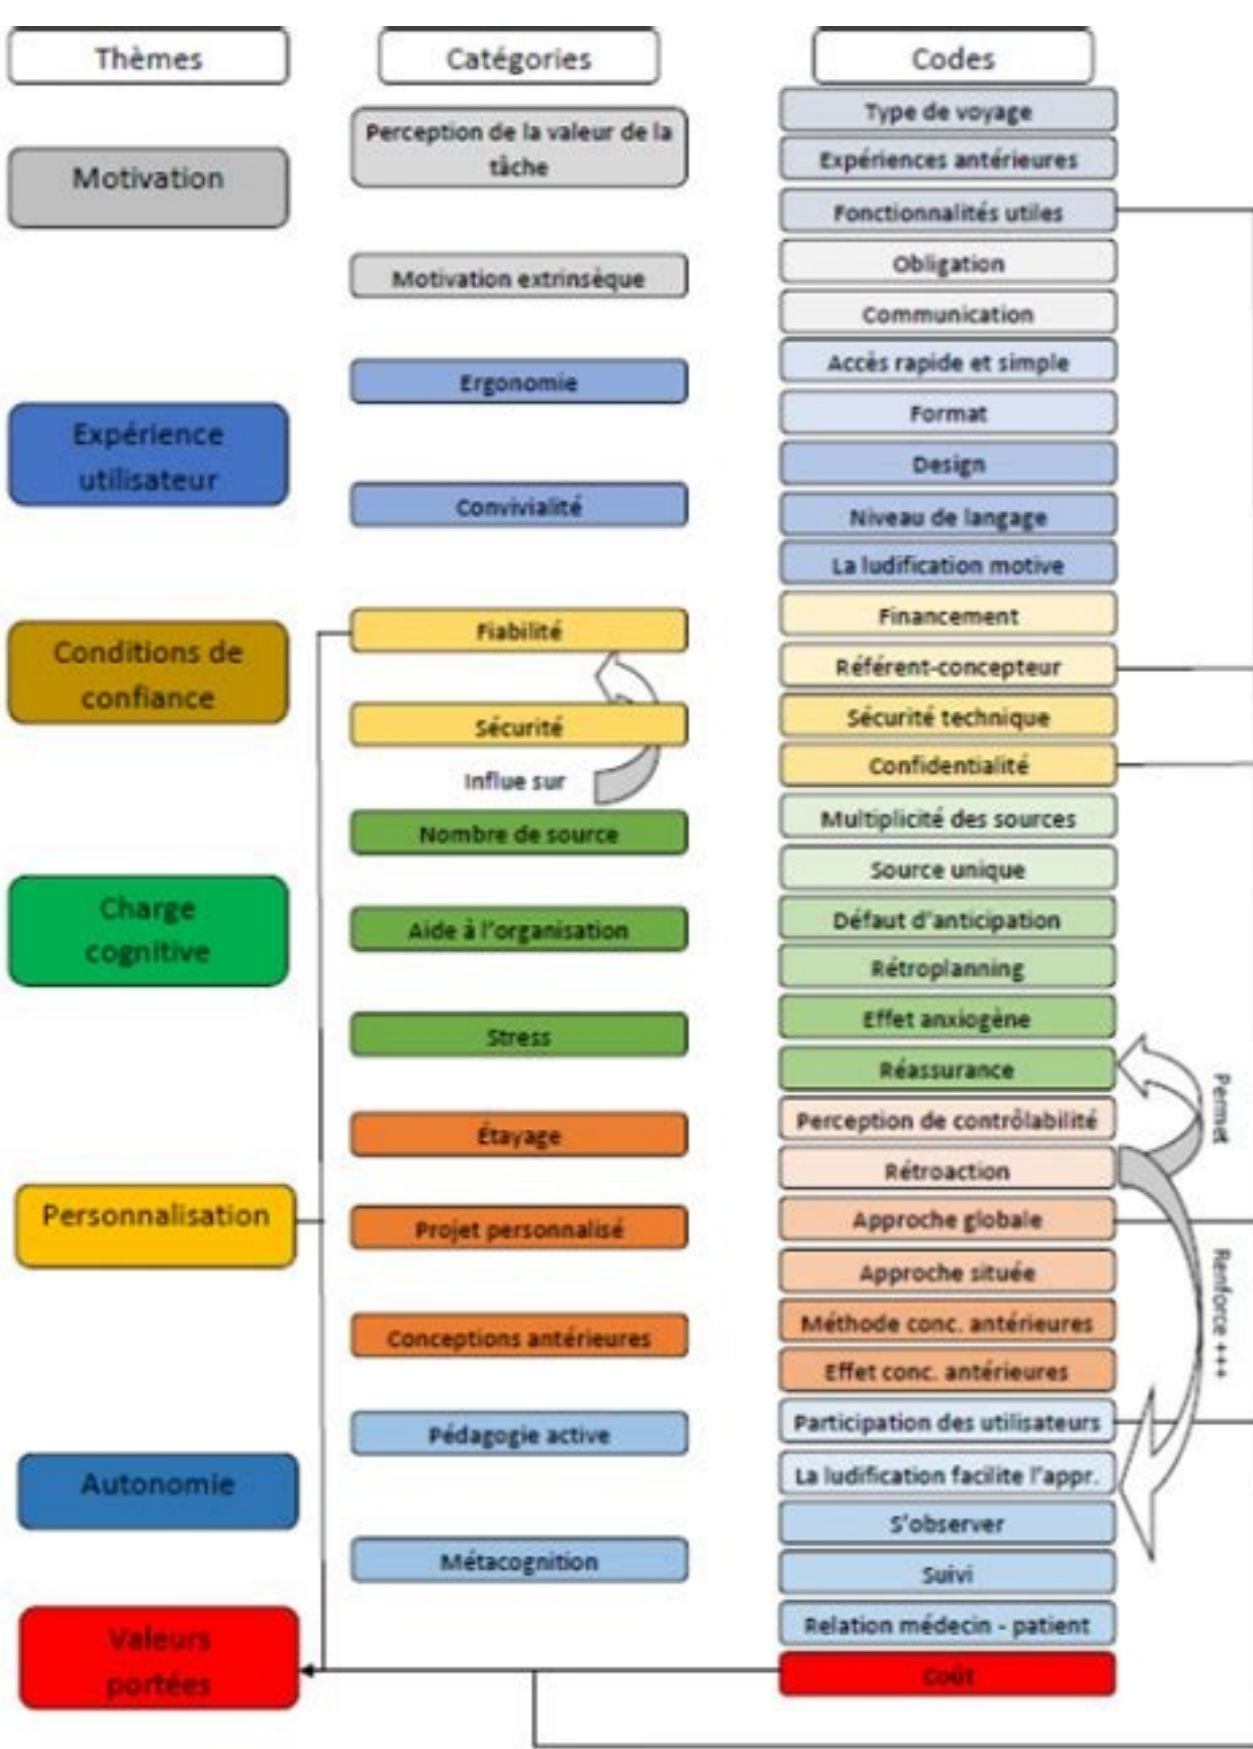 Thèmes
Catégories
Codes
Motivation
Expérience
utilisateur
Conditions de
confiance
Charge
cognitive
Personnalisation
Autonomie
Valeurs
portées
Perception de la valeur de la
tâche
Motivation extrinsèque
Ergonomie
Convivialité
Fiabilité
Sécurité
Influe sur
Nombre de source
Aide à l'organisation
Stress
Étayage
Projet personnalisé
Conceptions antérieures
Pédagogie active
Métacognition
Type de voyage
Expériences antérieures
Fonctionnalités utiles
Obligation
Communication
Accès rapide et simple
Format
Design
Niveau de langage
La ludification motive
Financement
Référent-concepteur
Sécurité technique
Confidentialité
Multiplicité des sources
Source unique
Défaut d'anticipation
Rétroplanning
Effet anxiogène
Réassurance
Perception de contrôlabilité
Rétroaction
Approche globale
Approche située
Méthode conc. antérieures
Effet conc. antérieures
Participation des utilisateurs
La ludification facilite l'appr.
S'observer
Suivi
Relation médecin - patient
Coût
Permet
Renforce +++